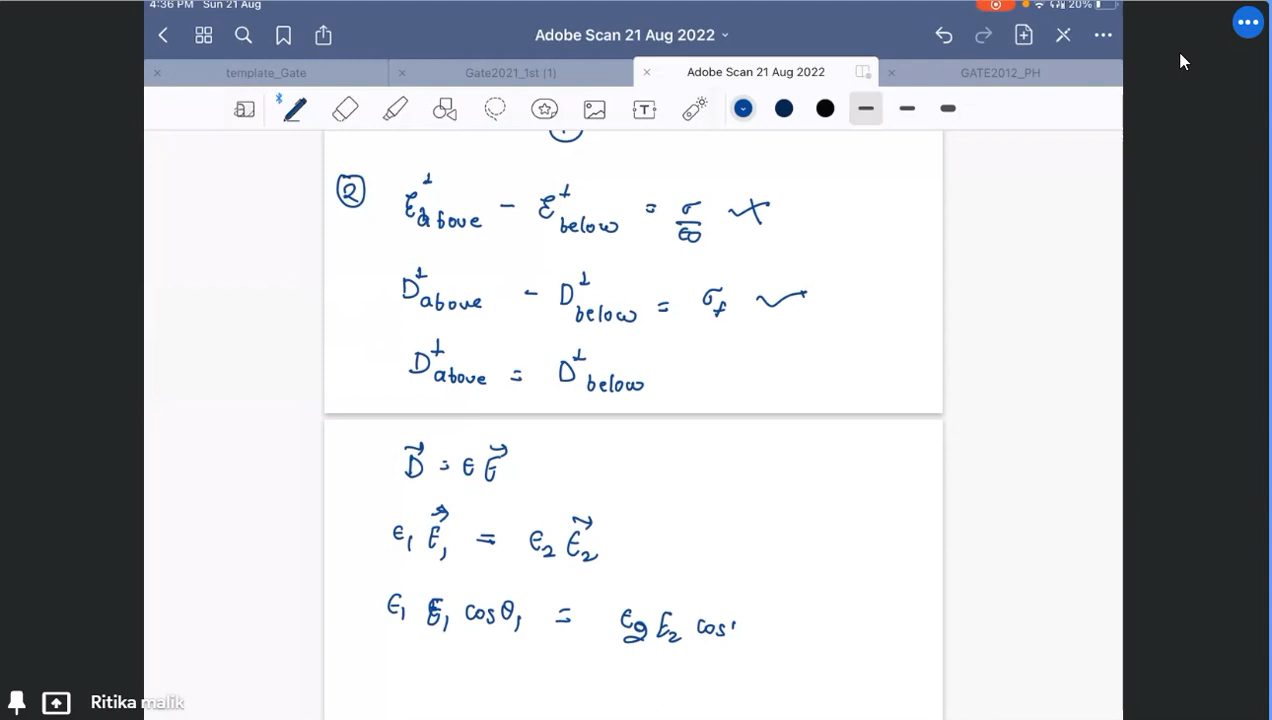 4:36 PM Sun 21 Aug
20%
Adobe Scan 21 Aug 2022
template_Gate
Gate2021_1st (1)
Adobe Scan 21 Aug 2022
GATE2012_PH
② E⊥above - E⊥below = σ/ε0
D⊥above - D⊥below = σf
D⊥above = D⊥below
D⃗ = ε E⃗
ε1 E⃗1 = ε2 E⃗2
ε1 E1 cosθ1 = ε2 E2 cos
Ritika malik